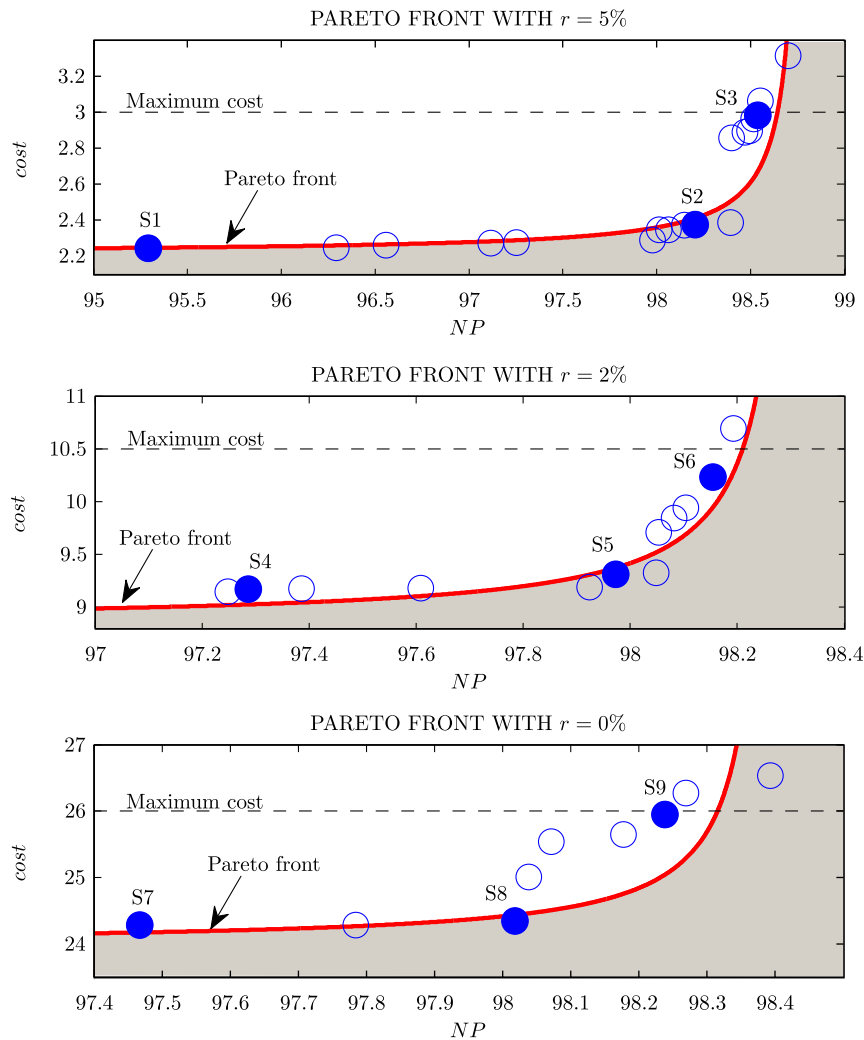 PARETO FRONT WITH r = 5%
3.2
Maximum cost
S3
3
2.8
cost
Pareto front
2.6
S1
S2
2.4
2.2
95 95.5 96 96.5 97 97.5 98 98.5 99
NP
PARETO FRONT WITH r = 2%
11
Maximum cost
10.5
S6
cost
10
Pareto front
S4
S5
9.5
9
97 97.2 97.4 97.6 97.8 98 98.2 98.4
NP
PARETO FRONT WITH r = 0%
27
Maximum cost
S9
26
cost
Pareto front
25
S7
S8
24
97.4 97.5 97.6 97.7 97.8 97.9 98 98.1 98.2 98.3 98.4
NP